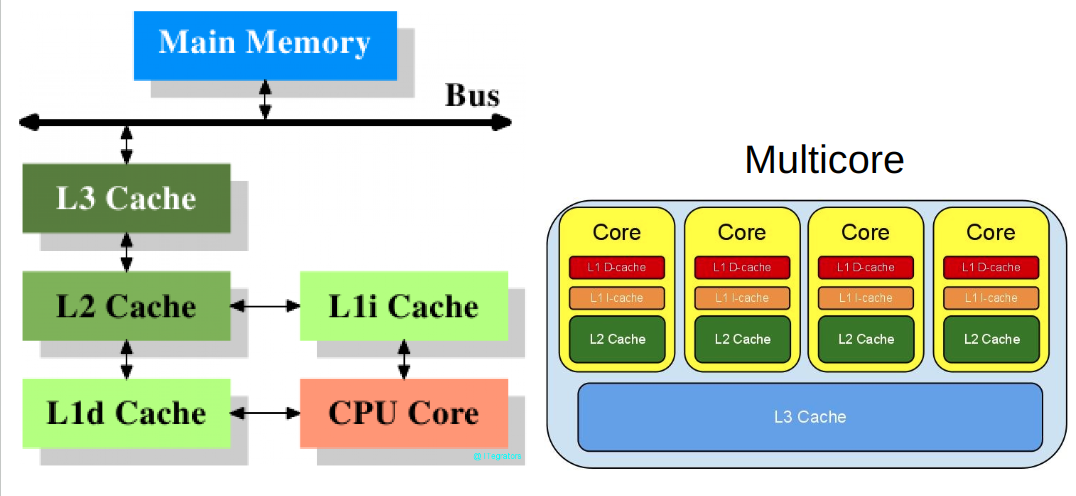 Main Memory
Bus
L3 Cache
L2 Cache
L1i Cache
L1d Cache
CPU Core
Multicore
Core
L1 D-cache
L1 I-cache
L2 Cache
Core
L1 D-cache
L1 I-cache
L2 Cache
Core
L1 D-cache
L1 I-cache
L2 Cache
Core
L1 D-cache
L1 I-cache
L2 Cache
L3 Cache